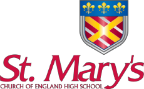 St. Mary's
CHURCH OF ENGLAND HIGH SCHOOL